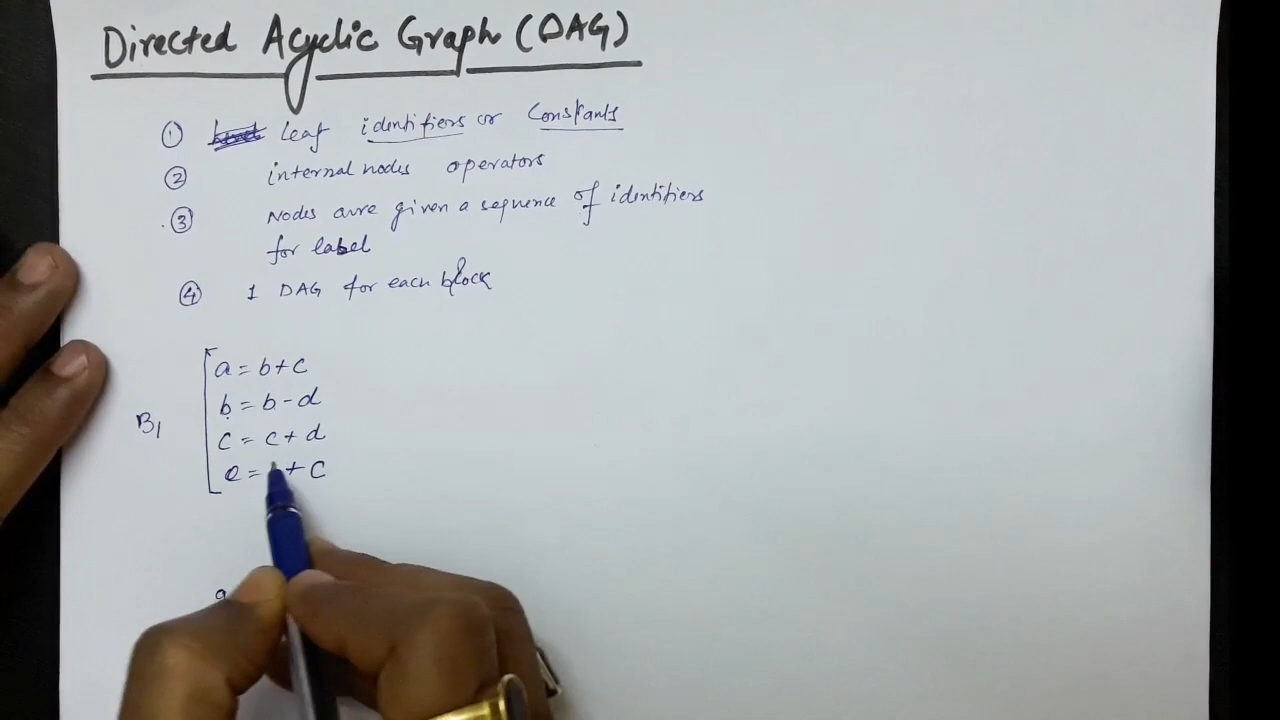 Directed Acyclic Graph (DAG)
① Leaf identifiers or Constants
② internal nodes operators
③ Nodes are given a sequence of identifiers
for label
④ 1 DAG for each block
a = b + c
b = b - d
B1
c = c + d
e = + c
a